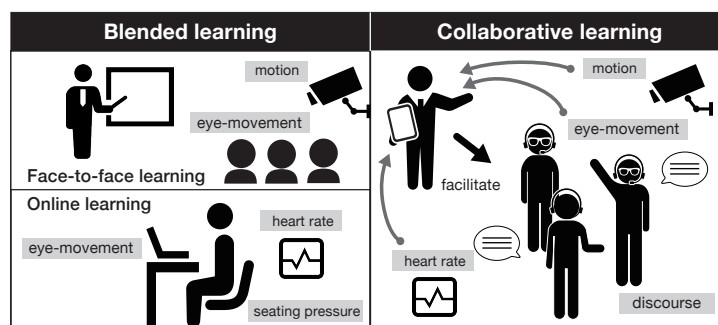 Blended learning
Collaborative learning
motion
eye-movement
Face-to-face learning
Online learning
eye-movement
heart rate
seating pressure
motion
eye-movement
facilitate
heart rate
discourse